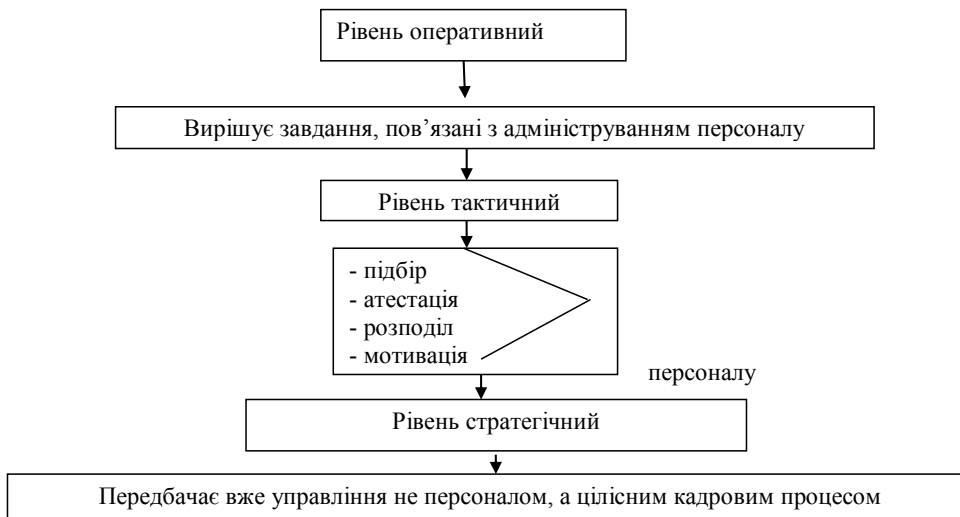 Рівень оперативний
Вирішує завдання, пов’язані з адмініструванням персоналу
Рівень тактичний
- підбір
- атестація
- розподіл
- мотивація
персоналу
Рівень стратегічний
Передбачає вже управління не персоналом, а цілісним кадровим процесом